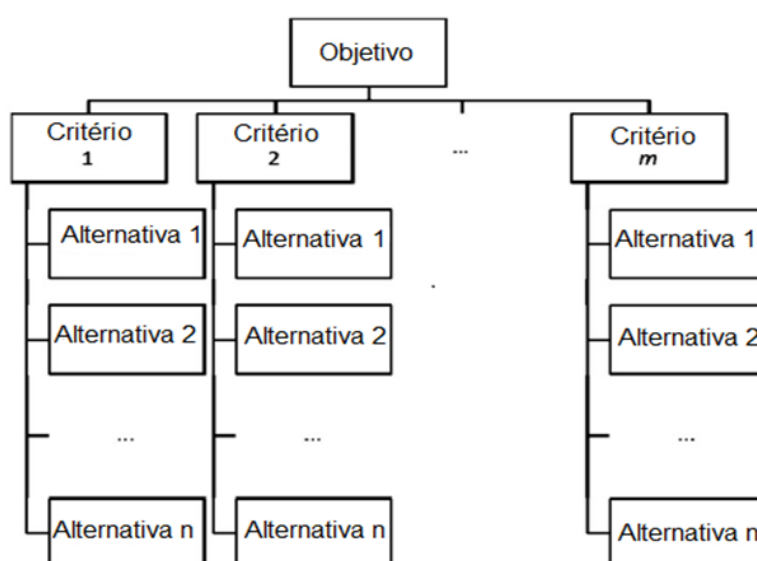 Objetivo
Critério
1
Critério
2
...
Critério
m
Alternativa 1
Alternativa 1
Alternativa 1
Alternativa 2
Alternativa 2
Alternativa 2
...
...
...
Alternativa n
Alternativa n
Alternativa n